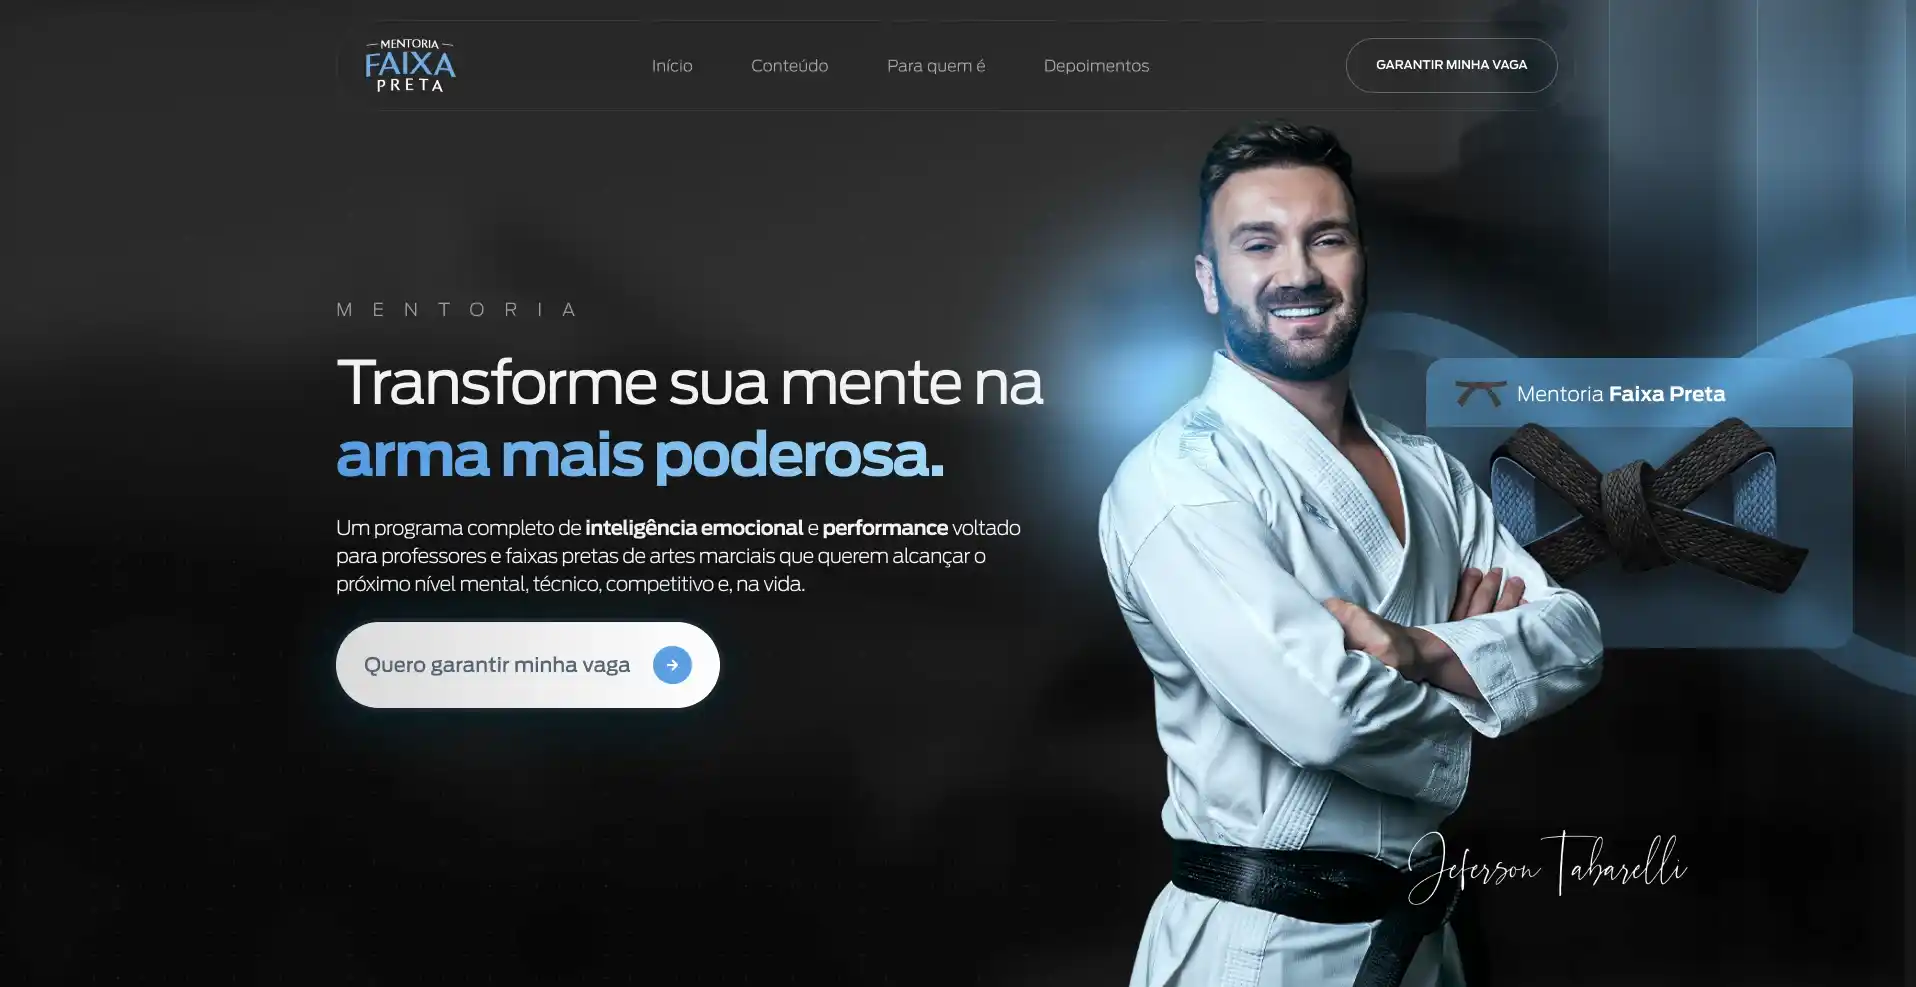 MENTORIA
FAIXA
PRETA
Início
Conteúdo
Para quem é
Depoimentos
GARANTIR MINHA VAGA
MENTORIA
Transforme sua mente na
arma mais poderosa.
Um programa completo de inteligência emocional e performance voltado
para professores e faixas pretas de artes marciais que querem alcançar o
próximo nível mental, técnico, competitivo e, na vida.
Quero garantir minha vaga
Mentoria Faixa Preta
Jeferson Tabarelli